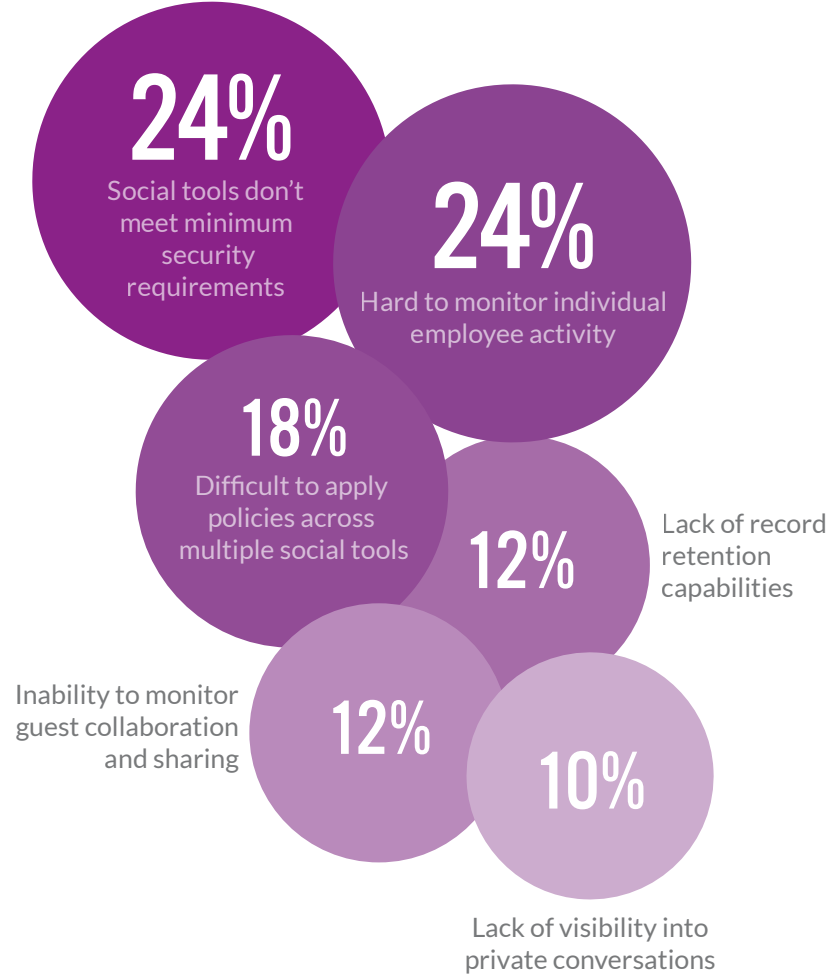 24%
Social tools don’t
meet minimum
security
requirements
24%
Hard to monitor individual
employee activity
18%
Difficult to apply
policies across
multiple social tools
12%
Lack of record
retention
capabilities
Inability to monitor
guest collaboration
and sharing
12%
10%
Lack of visibility into
private conversations